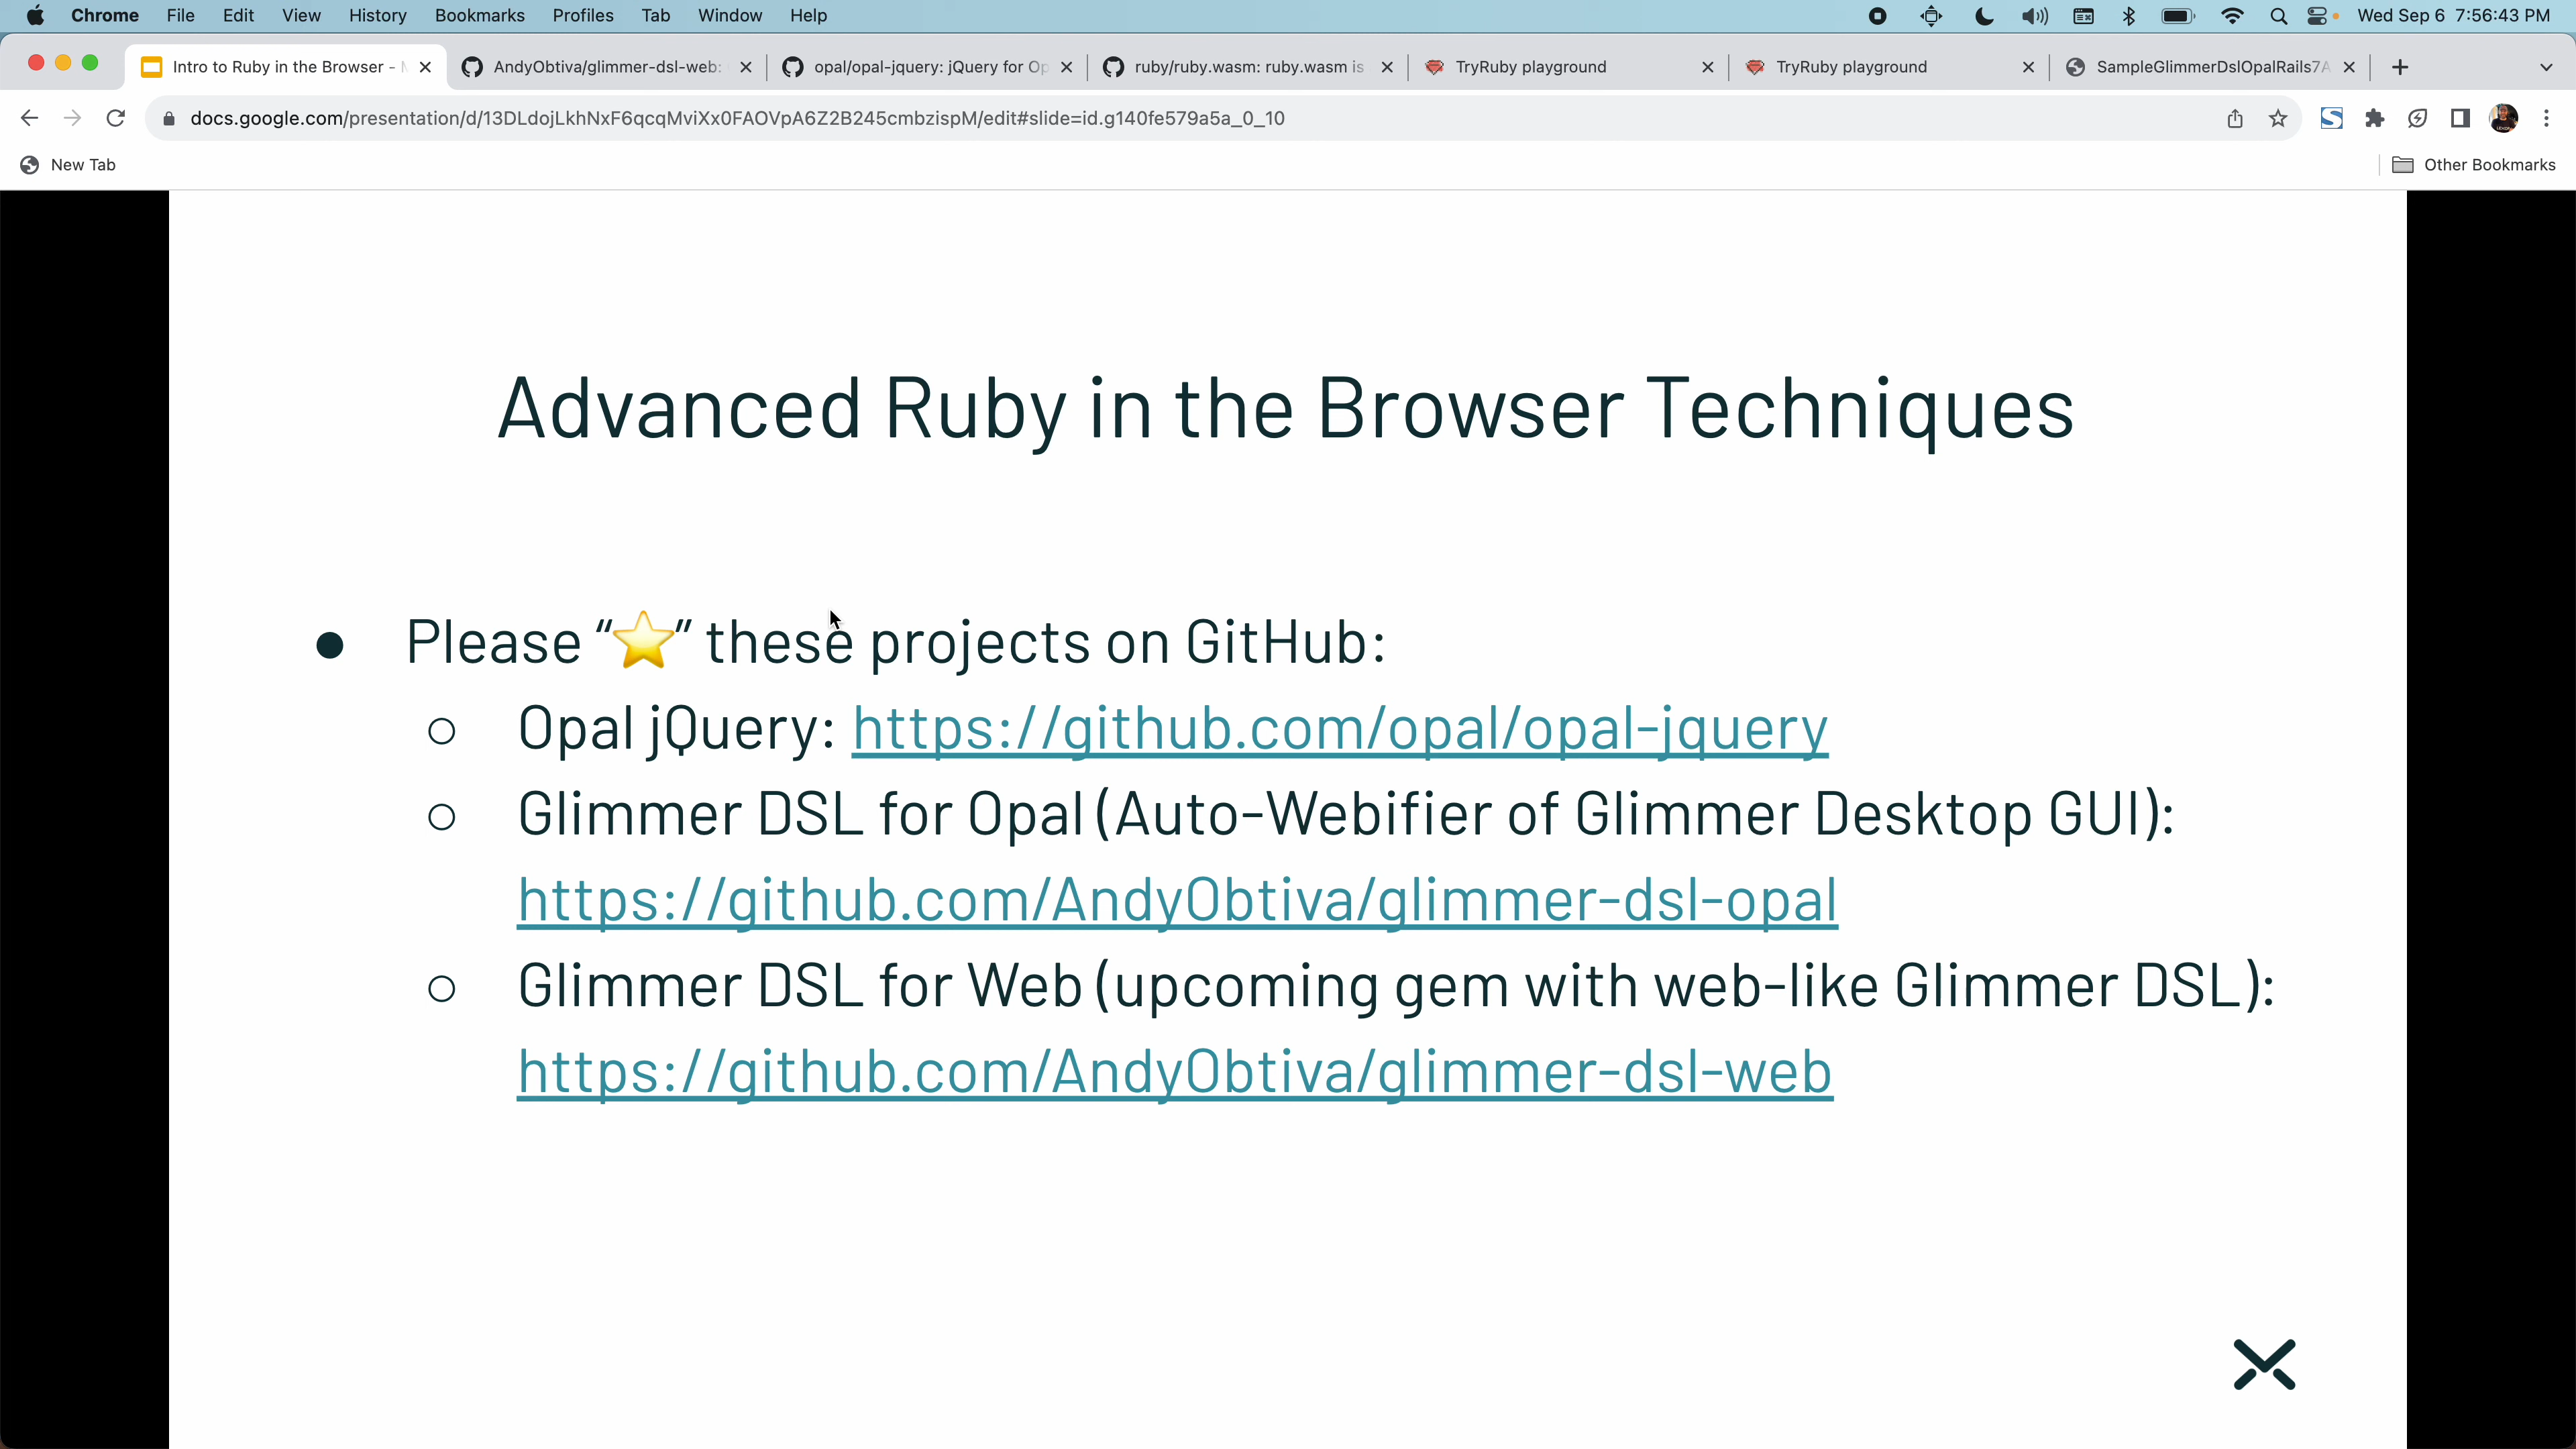 Chrome File Edit View History Bookmarks Profiles Tab Window Help Wed Sep 6 7:56:43 PM
Intro to Ruby in the Browser - AndyObtiva/glimmer-dsl-web: opal/opal-jquery: jQuery for Op ruby/ruby.wasm: ruby.wasm is TryRuby playground TryRuby playground SampleGlimmerDslOpalRails7A
docs.google.com/presentation/d/13DLdojLkhNxF6qcqMviXx0FAOVpA6Z2B245cmbzispM/edit#slide=id.g140fe579a5a_0_10
New Tab Other Bookmarks
Advanced Ruby in the Browser Techniques
● Please “⭐” these projects on GitHub:
○ Opal jQuery: https://github.com/opal/opal-jquery
○ Glimmer DSL for Opal (Auto-Webifier of Glimmer Desktop GUI):
https://github.com/AndyObtiva/glimmer-dsl-opal
○ Glimmer DSL for Web (upcoming gem with web-like Glimmer DSL):
https://github.com/AndyObtiva/glimmer-dsl-web